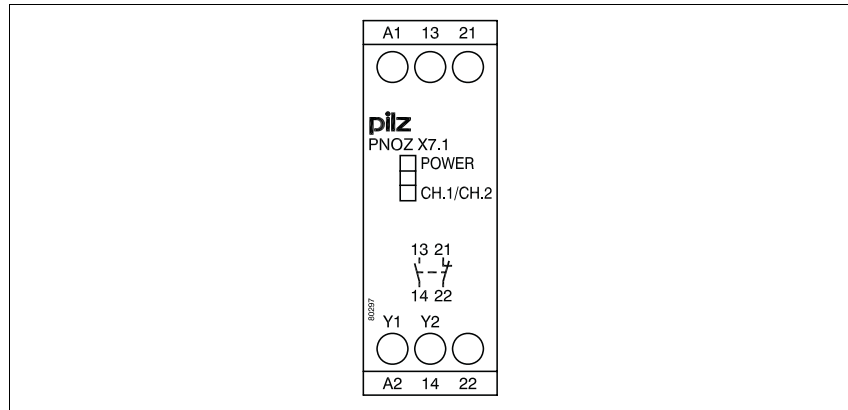 A1 13 21
pilz
PNOZ X7.1
POWER
CH.1/CH.2
13 21
14 22
80297
Y1 Y2
A2 14 22